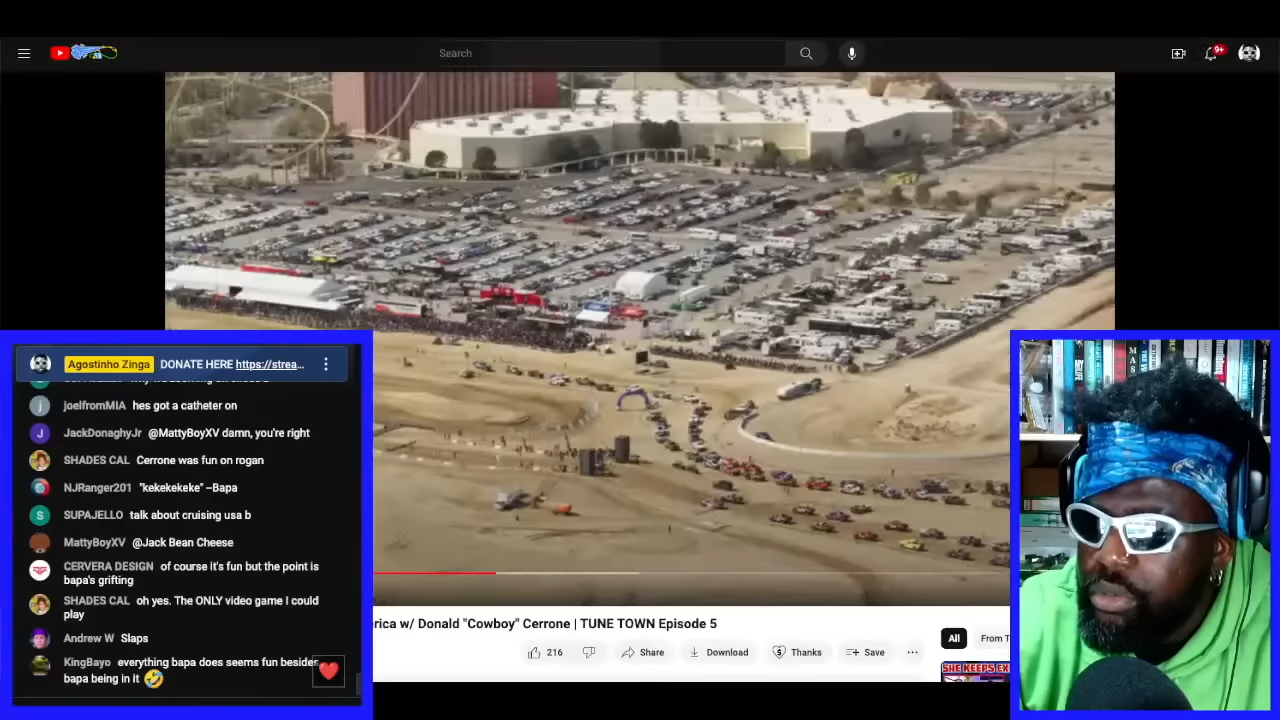 Search
9+
Agostinho Zinga DONATE HERE https://strea...
joelfromMIA hes got a catheter on
J JackDonaghyJr @MattyBoyXV damn, you're right
SHADES CAL Cerrone was fun on rogan
NJRanger201 "kekekekeke" --Bapa
S SUPAJELLO talk about cruising usa b
MattyBoyXV @Jack Bean Cheese
CERVERA DESIGN of course it's fun but the point is
bapa's grifting
SHADES CAL oh yes. The ONLY video game I could
play
Andrew W Slaps
KingBayo everything bapa does seems fun besides
bapa being in it 🤣
rica w/ Donald "Cowboy" Cerrone | TUNE TOWN Episode 5
216 Share Download Thanks Save ...
All From T
SHE KEEPS EX